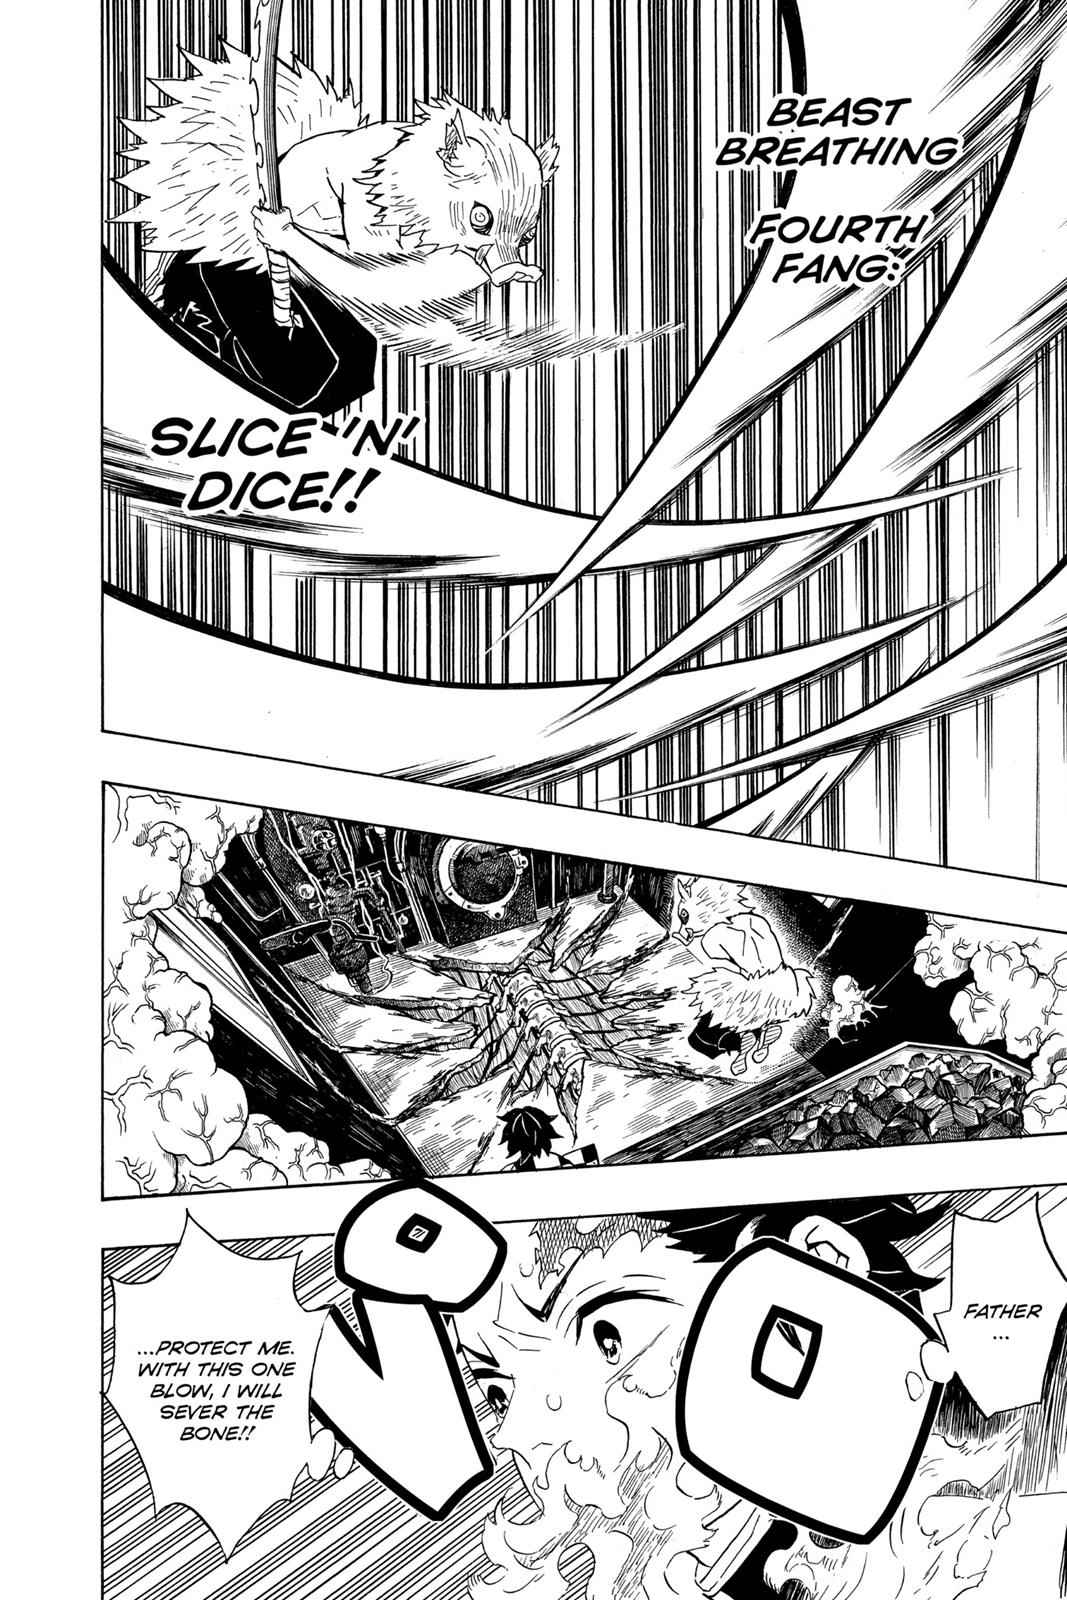 BEAST
BREATHING
FOURTH
FANG:
SLICE 'N'
DICE!!
FATHER
...
...PROTECT ME.
WITH THIS ONE
BLOW, I WILL
SEVER THE
BONE!!